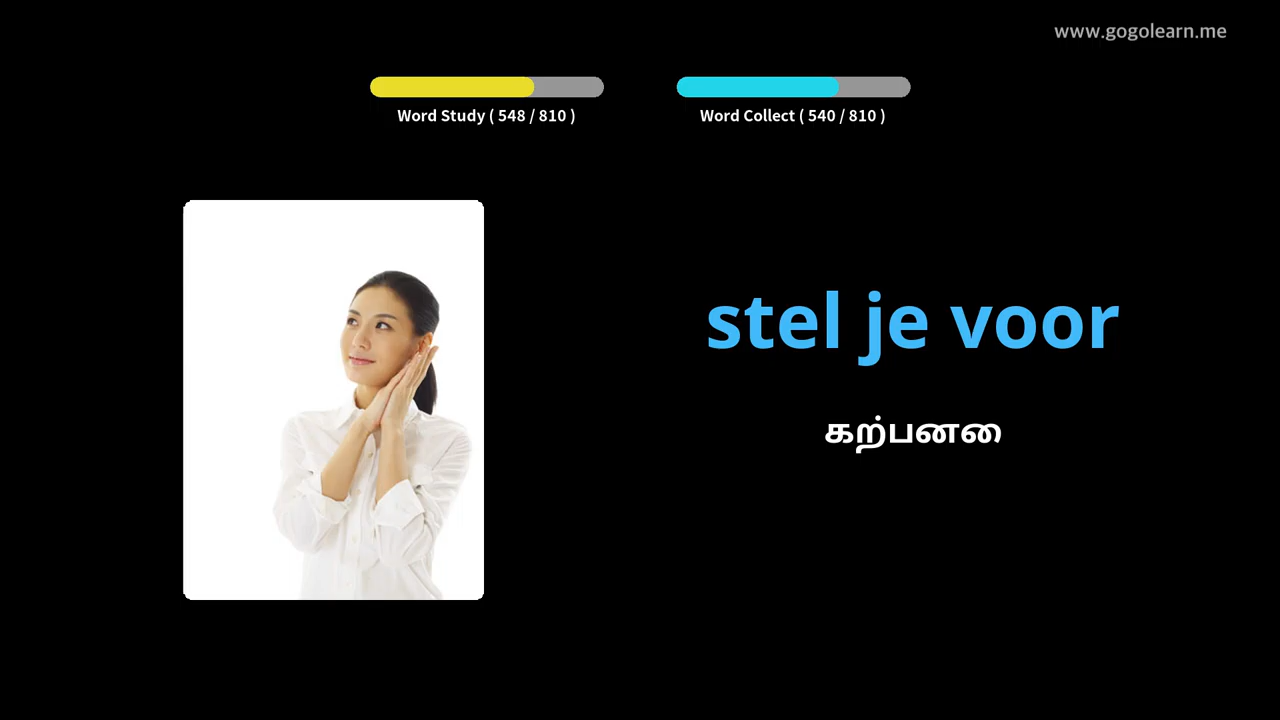 www.gogolearn.me
Word Study ( 548 / 810 )
Word Collect ( 540 / 810 )
stel je voor
கற்பனை